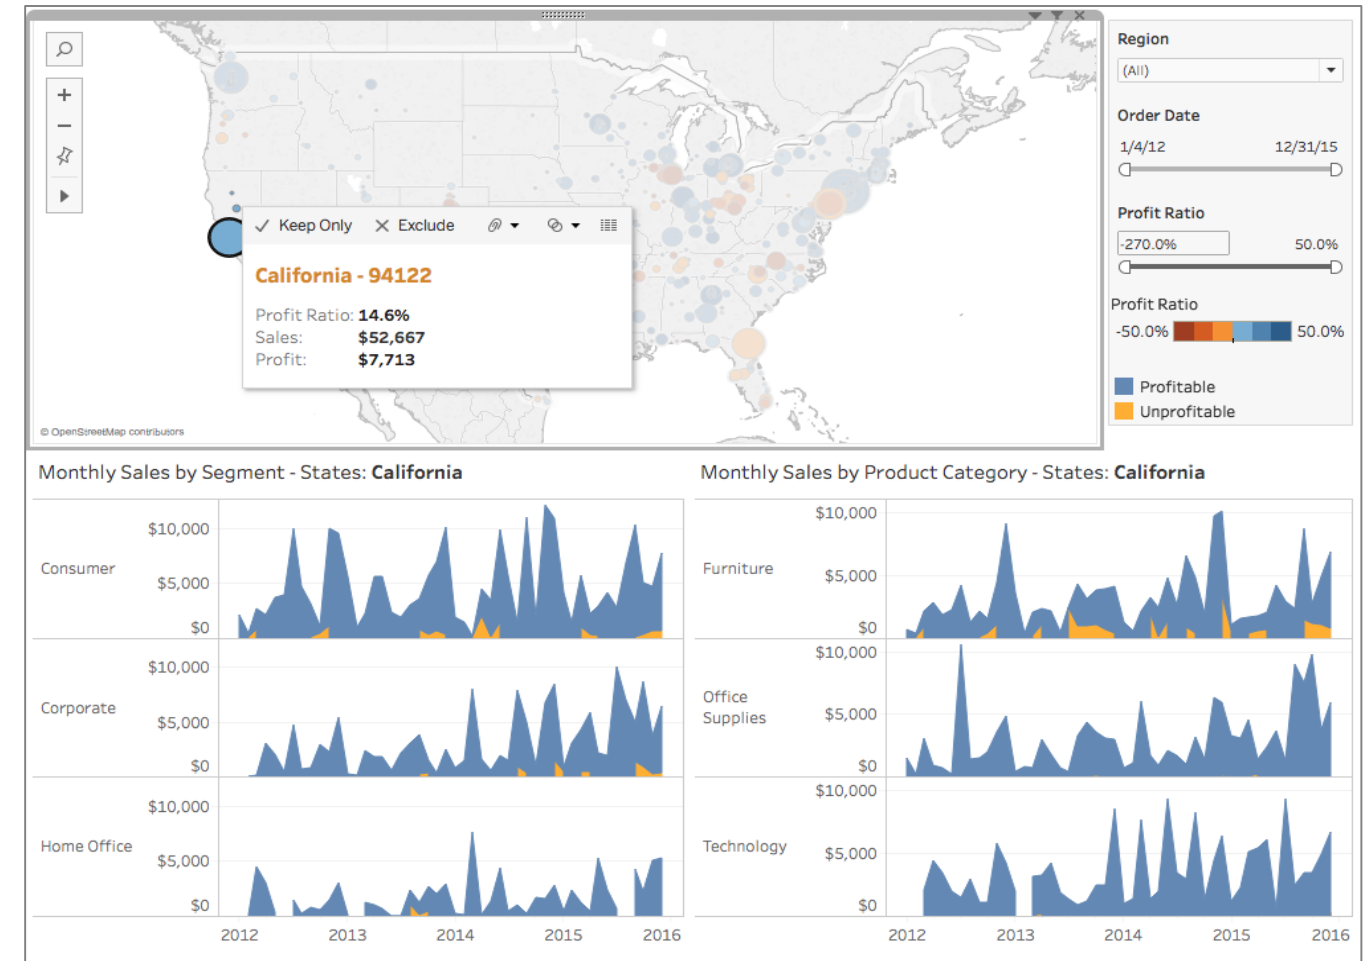 Region
(All)
Order Date
1/4/12 12/31/15
Profit Ratio
-270.0% 50.0%
Profit Ratio
-50.0% 50.0%
Profitable
Unprofitable
Keep Only Exclude
California - 94122
Profit Ratio: 14.6%
Sales: $52,667
Profit: $7,713
© OpenStreetMap contributors
Monthly Sales by Segment - States: California
Consumer
$10,000
$5,000
$0
Corporate
$10,000
$5,000
$0
Home Office
$10,000
$5,000
$0
2012 2013 2014 2015 2016
Monthly Sales by Product Category - States: California
Furniture
$10,000
$5,000
$0
Office
Supplies
$10,000
$5,000
$0
Technology
$10,000
$5,000
$0
2012 2013 2014 2015 2016